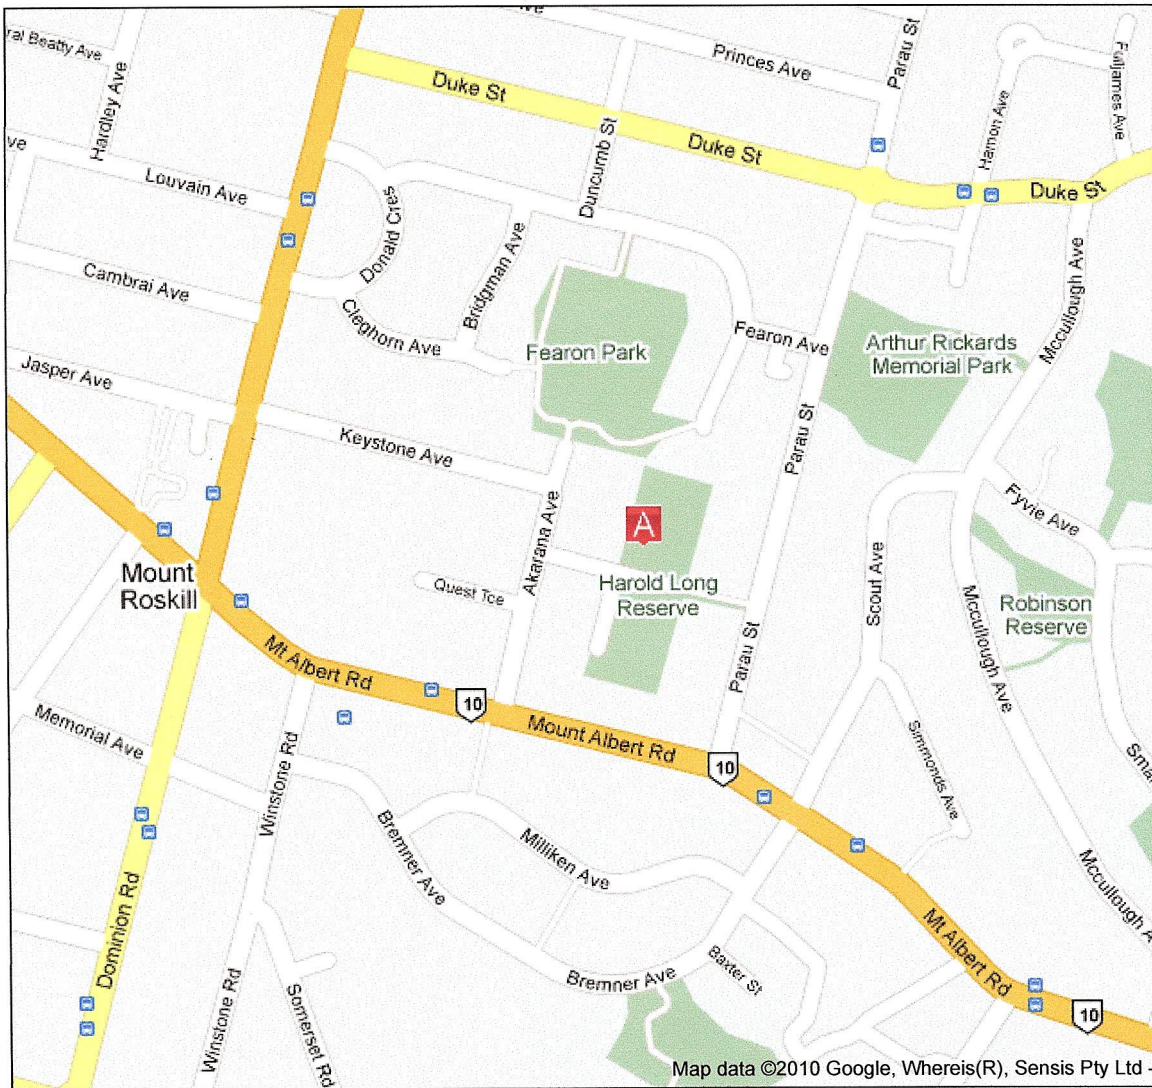 ve
ral Beatty Ave
Hardley Ave
Princes Ave
Parau St
Fulljames Ave
Hamon Ave
Duke St
Duke St
Duke St
Duncumb St
ve
Louvain Ave
Donald Cres
Bridgman Ave
Cambrai Ave
Cleghorn Ave
Mccullough Ave
Fearon Park
Fearon Ave
Arthur Rickards
Memorial Park
Jasper Ave
Keystone Ave
Parau St
Akarana Ave
A
Fyvie Ave
Scout Ave
Mount
Roskill
Quest Tce
Harold Long
Reserve
Robinson
Reserve
Mccullough Ave
Mt Albert Rd
10
Mount Albert Rd
10
Parau St
Memorial Ave
Winstone Rd
Simmonds Ave
Sma
Bremner Ave
Milliken Ave
Mccullough A
Dominion Rd
Mt Albert Rd
10
Bremner Ave
Baxter St
Winstone Rd
Somerset Rd
Map data ©2010 Google, Whereis(R), Sensis Pty Ltd -